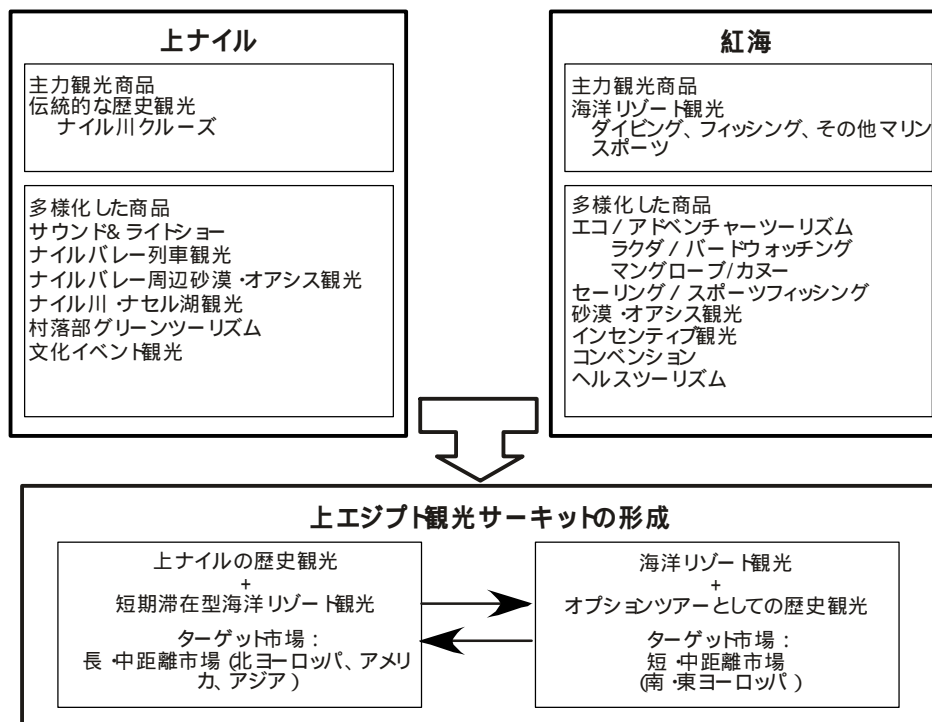 上ナイル
主力観光商品
伝統的な歴史観光
ナイル川クルーズ
多様化した商品
サウンド&ライトショー
ナイルバレー列車観光
ナイルバレー周辺砂漠・オアシス観光
ナイル川・ナセル湖観光
村落部グリーンツーリズム
文化イベント観光
紅海
主力観光商品
海洋リゾート観光
ダイビング、フィッシング、その他マリン
スポーツ
多様化した商品
エコ/アドベンチャーツーリズム
ラクダ/バードウォッチング
マングローブ/カヌー
セーリング/スポーツフィッシング
砂漠・オアシス観光
インセンティブ観光
コンベンション
ヘルスツーリズム
上エジプト観光サーキットの形成
上ナイルの歴史観光
+
短期滞在型海洋リゾート観光
ターゲット市場:
長・中距離市場(北ヨーロッパ、アメリ
カ、アジア)
海洋リゾート観光
+
オプションツアーとしての歴史観光
ターゲット市場:
短・中距離市場
(南・東ヨーロッパ)